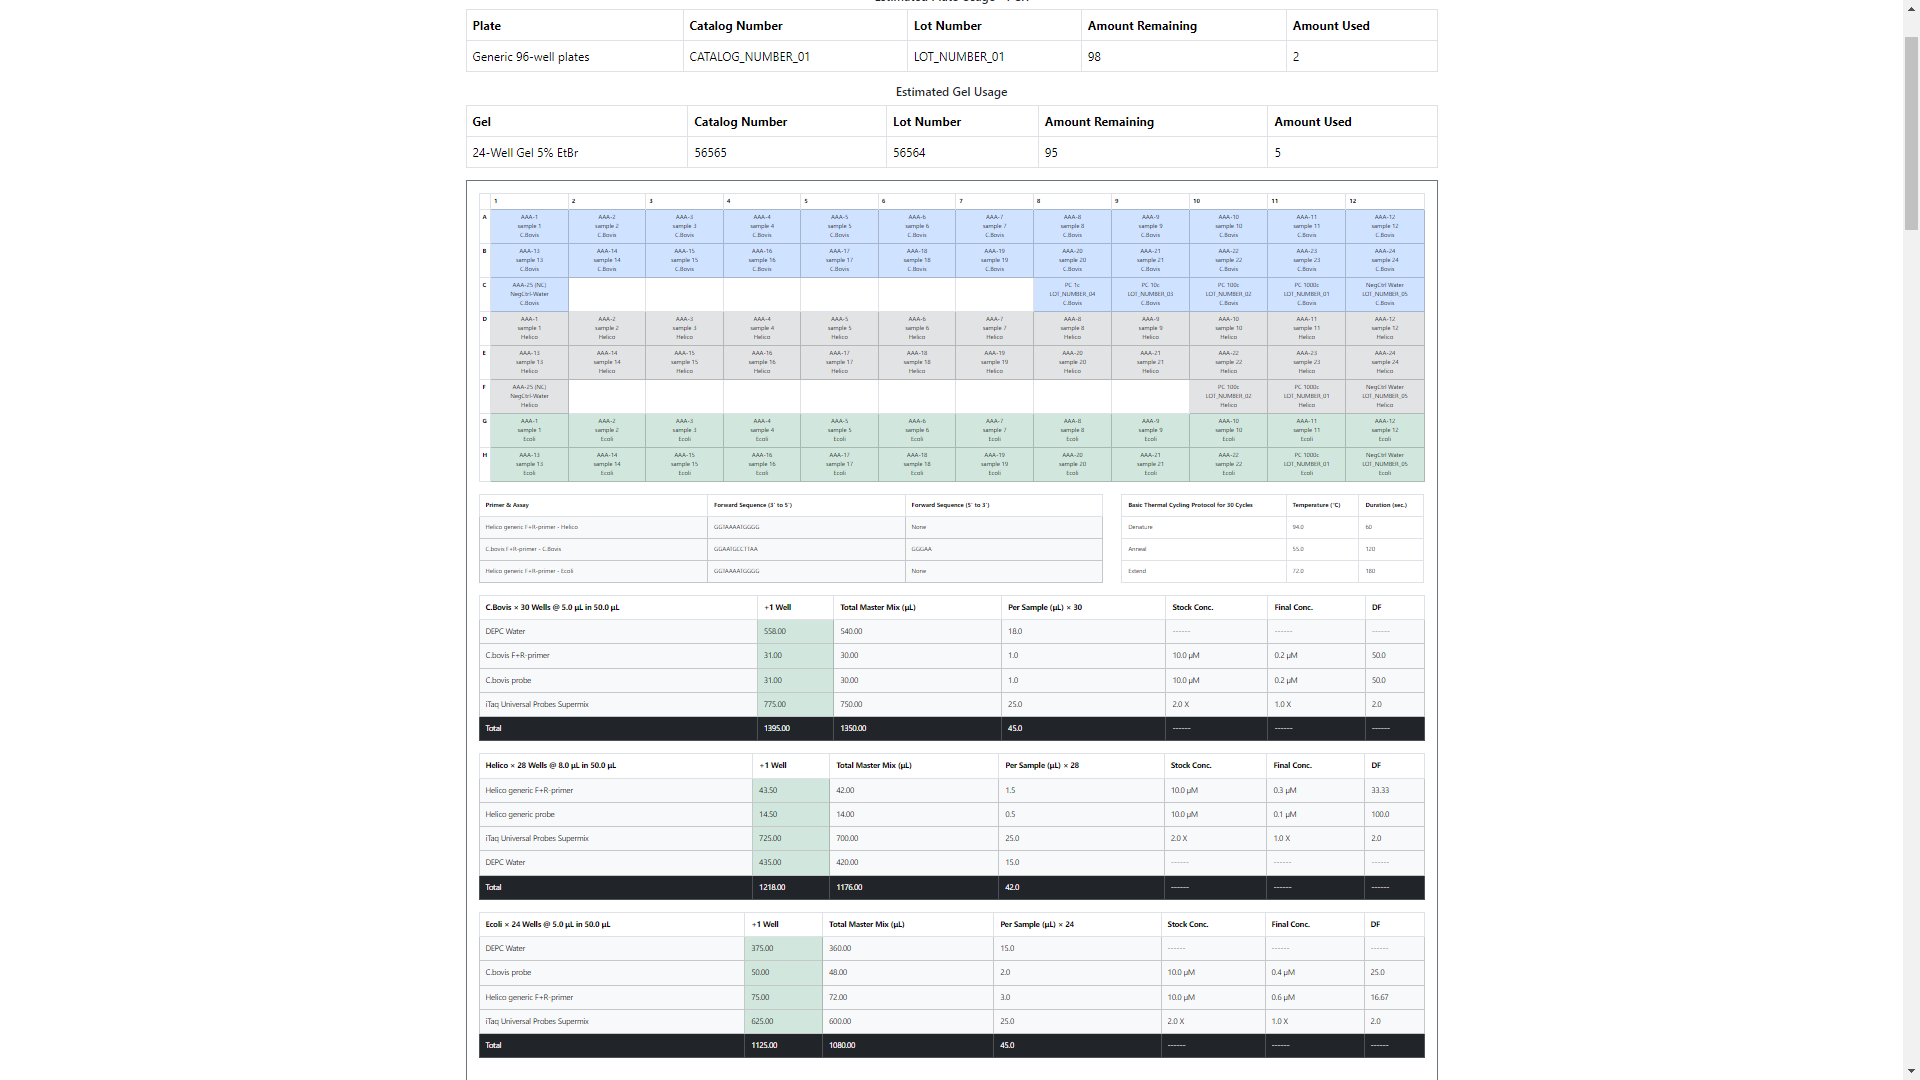 Estimated Plate Usage - PCR
Plate Catalog Number Lot Number Amount Remaining Amount Used
Generic 96-well plates CATALOG_NUMBER_01 LOT_NUMBER_01 98 2
Estimated Gel Usage
Gel Catalog Number Lot Number Amount Remaining Amount Used
24-Well Gel 5% EtBr 56565 56564 95 5
1 2 3 4 5 6 7 8 9 10 11 12
A AAA-1 AAA-2 AAA-3 AAA-4 AAA-5 AAA-6 AAA-7 AAA-8 AAA-9 AAA-10 AAA-11 AAA-12
sample 1 sample 2 sample 3 sample 4 sample 5 sample 6 sample 7 sample 8 sample 9 sample 10 sample 11 sample 12
C.Bovis C.Bovis C.Bovis C.Bovis C.Bovis C.Bovis C.Bovis C.Bovis C.Bovis C.Bovis C.Bovis C.Bovis
B AAA-13 AAA-14 AAA-15 AAA-16 AAA-17 AAA-18 AAA-19 AAA-20 AAA-21 AAA-22 AAA-23 AAA-24
sample 13 sample 14 sample 15 sample 16 sample 17 sample 18 sample 19 sample 20 sample 21 sample 22 sample 23 sample 24
C.Bovis C.Bovis C.Bovis C.Bovis C.Bovis C.Bovis C.Bovis C.Bovis C.Bovis C.Bovis C.Bovis C.Bovis
C AAA-25 (NC) PC 1c PC 10c PC 100c PC 1000c NegCtrl Water
NegCtrl-Water LOT_NUMBER_04 LOT_NUMBER_03 LOT_NUMBER_02 LOT_NUMBER_01 LOT_NUMBER_05
C.Bovis C.Bovis C.Bovis C.Bovis C.Bovis C.Bovis
D AAA-1 AAA-2 AAA-3 AAA-4 AAA-5 AAA-6 AAA-7 AAA-8 AAA-9 AAA-10 AAA-11 AAA-12
sample 1 sample 2 sample 3 sample 4 sample 5 sample 6 sample 7 sample 8 sample 9 sample 10 sample 11 sample 12
Helico Helico Helico Helico Helico Helico Helico Helico Helico Helico Helico Helico
E AAA-13 AAA-14 AAA-15 AAA-16 AAA-17 AAA-18 AAA-19 AAA-20 AAA-21 AAA-22 AAA-23 AAA-24
sample 13 sample 14 sample 15 sample 16 sample 17 sample 18 sample 19 sample 20 sample 21 sample 22 sample 23 sample 24
Helico Helico Helico Helico Helico Helico Helico Helico Helico Helico Helico Helico
F AAA-25 (NC) PC 100c PC 1000c NegCtrl Water
NegCtrl-Water LOT_NUMBER_02 LOT_NUMBER_01 LOT_NUMBER_05
Helico Helico Helico Helico
G AAA-1 AAA-2 AAA-3 AAA-4 AAA-5 AAA-6 AAA-7 AAA-8 AAA-9 AAA-10 AAA-11 AAA-12
sample 1 sample 2 sample 3 sample 4 sample 5 sample 6 sample 7 sample 8 sample 9 sample 10 sample 11 sample 12
Ecoli Ecoli Ecoli Ecoli Ecoli Ecoli Ecoli Ecoli Ecoli Ecoli Ecoli Ecoli
H AAA-13 AAA-14 AAA-15 AAA-16 AAA-17 AAA-18 AAA-19 AAA-20 AAA-21 AAA-22 PC 1000c NegCtrl Water
sample 13 sample 14 sample 15 sample 16 sample 17 sample 18 sample 19 sample 20 sample 21 sample 22 LOT_NUMBER_01 LOT_NUMBER_05
Ecoli Ecoli Ecoli Ecoli Ecoli Ecoli Ecoli Ecoli Ecoli Ecoli Ecoli Ecoli
Primer & Assay Forward Sequence (3' to 5') Forward Sequence (5' to 3')
Helico generic F+R-primer - Helico GGTAAAATGGGG None
C.bovis F+R-primer - C.Bovis GGAATGCCTTAA GGGAA
Helico generic F+R-primer - Ecoli GGTAAAATGGGG None
Basic Thermal Cycling Protocol for 30 Cycles Temperature (°C) Duration (sec.)
Denature 94.0 60
Anneal 55.0 120
Extend 72.0 180
C.Bovis × 30 Wells @ 5.0 µL in 50.0 µL +1 Well Total Master Mix (µL) Per Sample (µL) × 30 Stock Conc. Final Conc. DF
DEPC Water 558.00 540.00 18.0 ------ ------ ------
C.bovis F+R-primer 31.00 30.00 1.0 10.0 µM 0.2 µM 50.0
C.bovis probe 31.00 30.00 1.0 10.0 µM 0.2 µM 50.0
iTaq Universal Probes Supermix 775.00 750.00 25.0 2.0 X 1.0 X 2.0
Total 1395.00 1350.00 45.0 ------ ------ ------
Helico × 28 Wells @ 8.0 µL in 50.0 µL +1 Well Total Master Mix (µL) Per Sample (µL) × 28 Stock Conc. Final Conc. DF
Helico generic F+R-primer 43.50 42.00 1.5 10.0 µM 0.3 µM 33.33
Helico generic probe 14.50 14.00 0.5 10.0 µM 0.1 µM 100.0
iTaq Universal Probes Supermix 725.00 700.00 25.0 2.0 X 1.0 X 2.0
DEPC Water 435.00 420.00 15.0 ------ ------ ------
Total 1218.00 1176.00 42.0 ------ ------ ------
Ecoli × 24 Wells @ 5.0 µL in 50.0 µL +1 Well Total Master Mix (µL) Per Sample (µL) × 24 Stock Conc. Final Conc. DF
DEPC Water 375.00 360.00 15.0 ------ ------ ------
C.bovis probe 50.00 48.00 2.0 10.0 µM 0.4 µM 25.0
Helico generic F+R-primer 75.00 72.00 3.0 10.0 µM 0.6 µM 16.67
iTaq Universal Probes Supermix 625.00 600.00 25.0 2.0 X 1.0 X 2.0
Total 1125.00 1080.00 45.0 ------ ------ ------